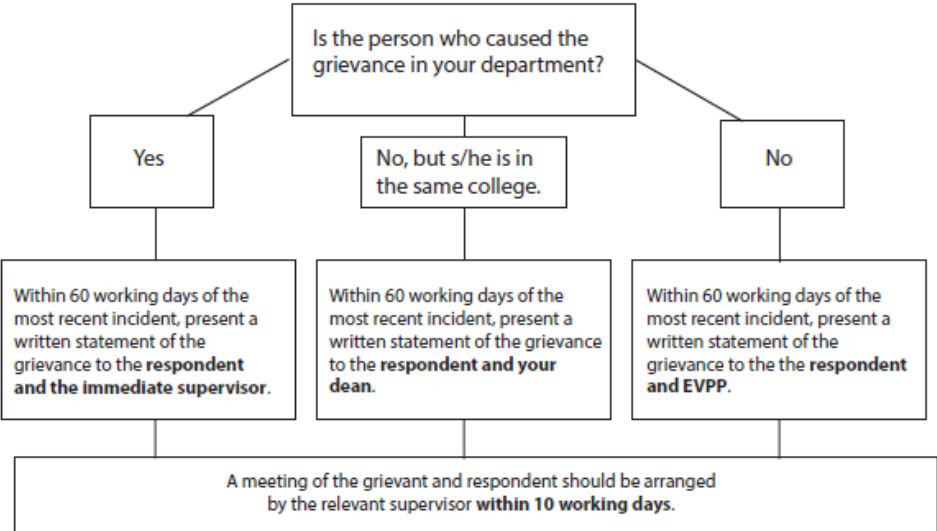 Is the person who caused the
grievance in your department?
Yes
No, but s/he is in
the same college.
No
Within 60 working days of the
most recent incident, present a
written statement of the
grievance to the respondent
and the immediate supervisor.
Within 60 working days of the
most recent incident, present a
written statement of the grievance
to the respondent and your
dean.
Within 60 working days of the
most recent incident, present a
written statement of the
grievance to the the respondent
and EVPP.
A meeting of the grievant and respondent should be arranged
by the relevant supervisor within 10 working days.